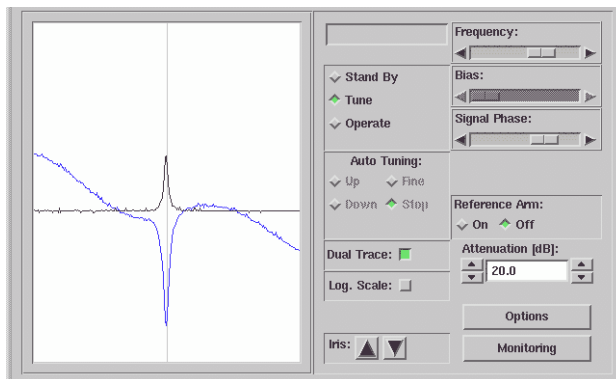 Frequency:
Stand By
Tune
Operate
Bias:
Signal Phase:
Auto Tuning:
Up Fine
Down Stop
Reference Arm:
On Off
Dual Trace:
Attenuation [dB]:
20.0
Log. Scale:
Options
Iris:
Monitoring